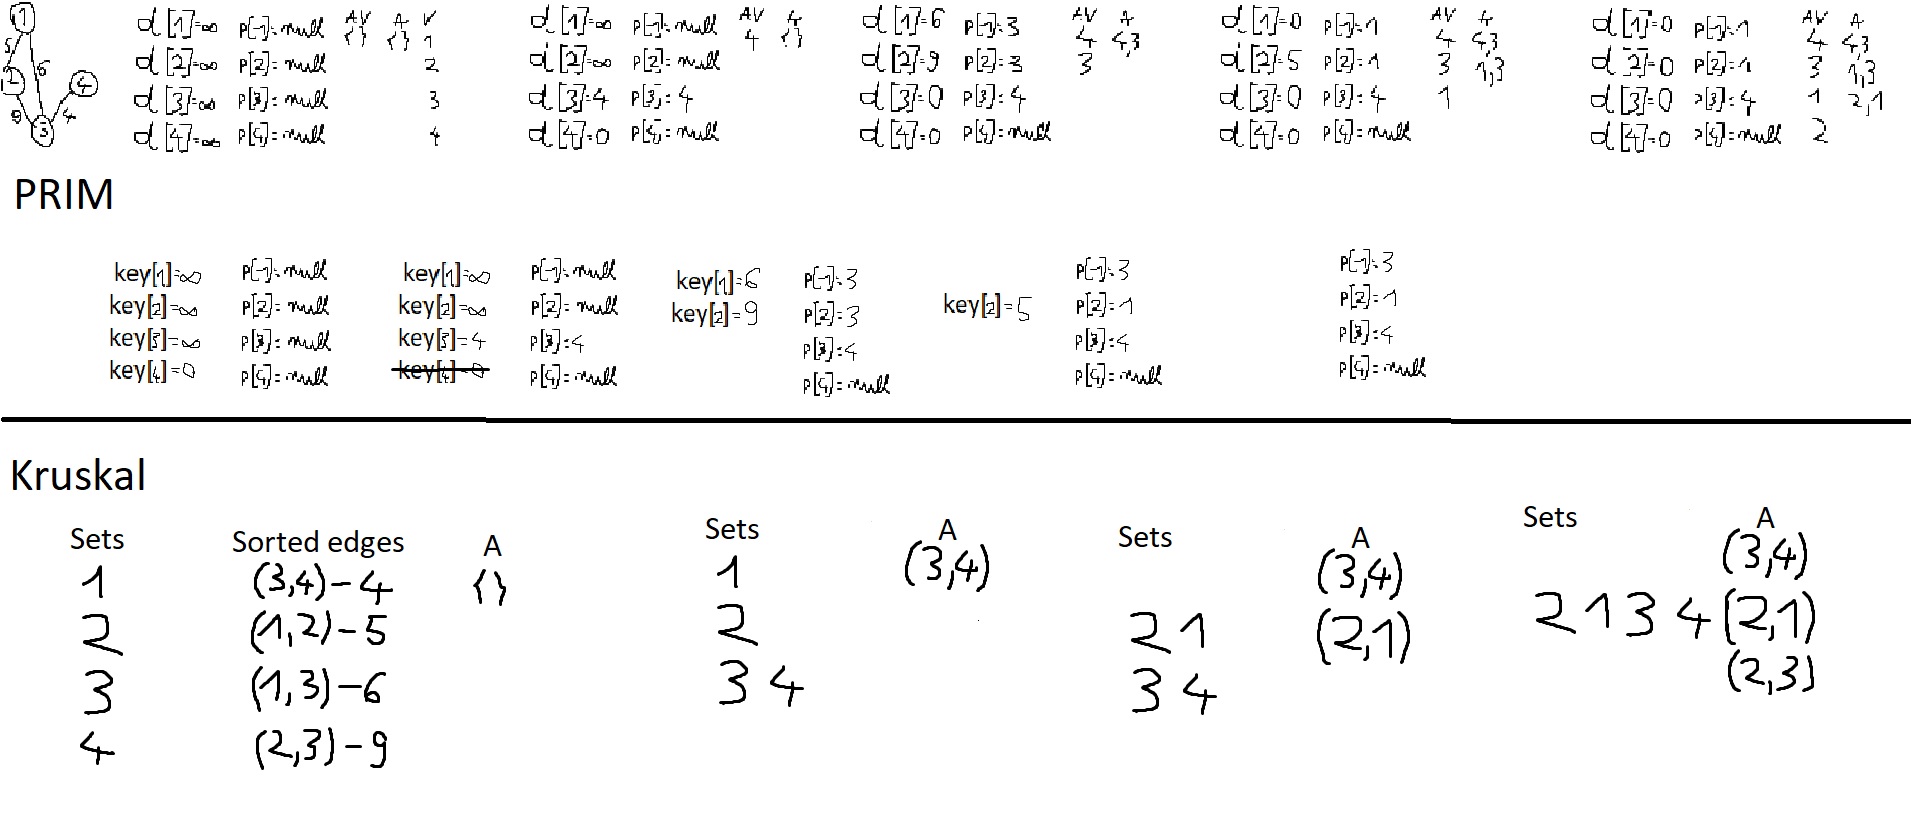 1
5
6
2
4
9
4
3
d[1]=∞ p[1]=null AV A V
{} {} 1
d[2]=∞ p[2]=null 2
d[3]=∞ p[3]=null 3
d[4]=∞ p[4]=null 4
d[1]=∞ p[1]=null AV A
4 {}
d[2]=∞ p[2]=null
d[3]=4 p[3]=4
d[4]=0 p[4]=null
d[1]=6 p[1]=3 AV A
4 4,3
d[2]=9 p[2]=3 3
d[3]=0 p[3]=4
d[4]=0 p[4]=null
d[1]=0 p[1]=1 AV A
4 4,3
d[2]=5 p[2]=1 3 1,3
d[3]=0 p[3]=4 1
d[4]=0 p[4]=null
d[1]=0 p[1]=1 AV A
4 4,3
d[2]=0 p[2]=1 3 1,3
d[3]=0 p[3]=4 1 2,1
d[4]=0 p[4]=null 2
PRIM
key[1]=∞ p[1]=null
key[2]=∞ p[2]=null
key[3]=∞ p[3]=null
key[4]=0 p[4]=null
key[1]=∞ p[1]=null
key[2]=∞ p[2]=null
key[3]=4 p[3]=4
key[4]=0 p[4]=null
key[1]=6 p[1]=3
key[2]=9 p[2]=3
p[3]=4
p[4]=null
p[1]=3
key[2]=5 p[2]=1
p[3]=4
p[4]=null
p[1]=3
p[2]=1
p[3]=4
p[4]=null
Kruskal
Sets Sorted edges A
1 (3,4)-4 {}
2 (1,2)-5
3 (1,3)-6
4 (2,3)-9
Sets A
1 (3,4)
2
3 4
Sets A
(3,4)
2 1 (2,1)
3 4
Sets A
(3,4)
2 1 3 4 (2,1)
(2,3)